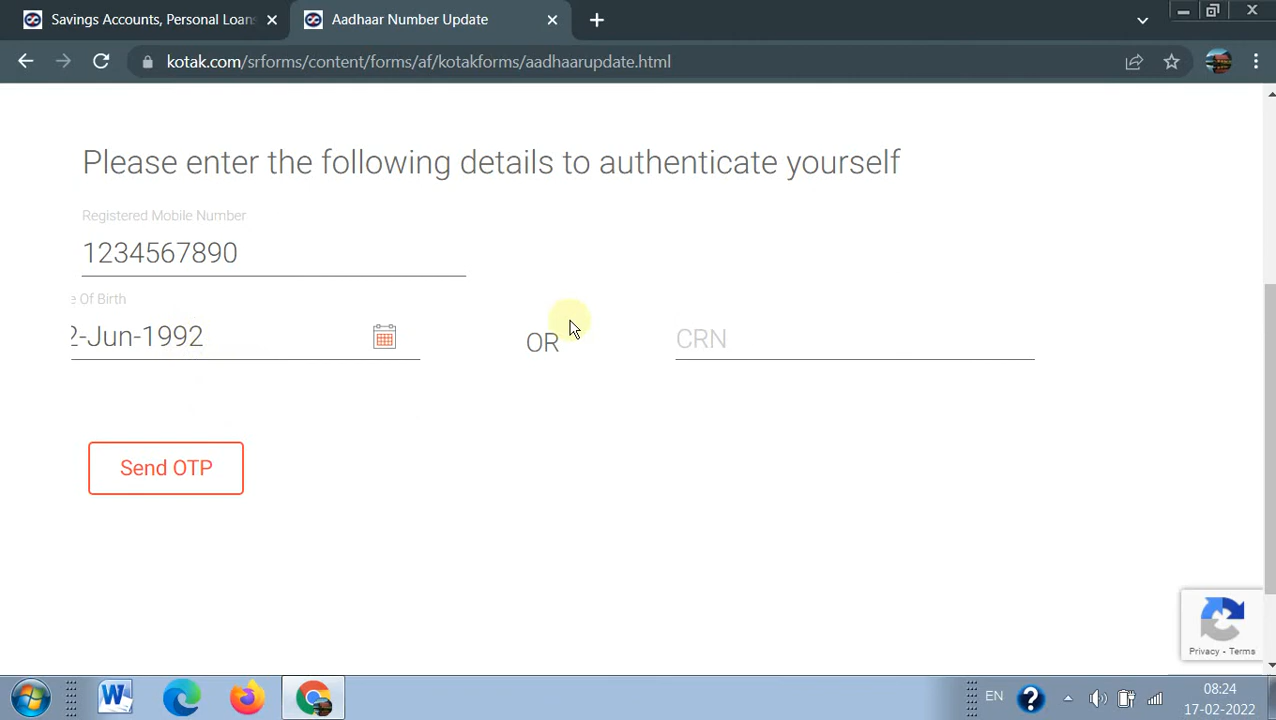 Savings Accounts, Personal Loans
Aadhaar Number Update
kotak.com/srforms/content/forms/af/kotakforms/aadhaarupdate.html
Please enter the following details to authenticate yourself
Registered Mobile Number
1234567890
e Of Birth
2-Jun-1992
OR
CRN
Send OTP
Privacy - Terms
EN
08:24
17-02-2022